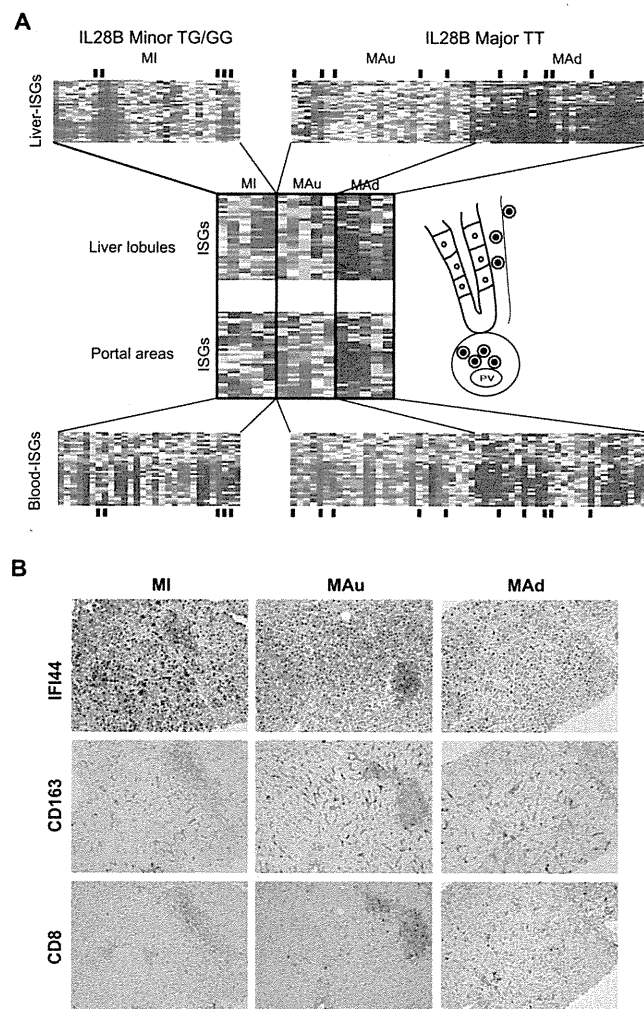 A
IL28B Minor TG/GG
IL28B Major TT
MI
MAu
MAd
Liver-ISGs
MI
MAu
MAd
Liver lobules
ISGs
Portal areas
ISGs
PV
Blood-ISGs
B
MI
MAu
MAd
IFI44
CD163
CD8